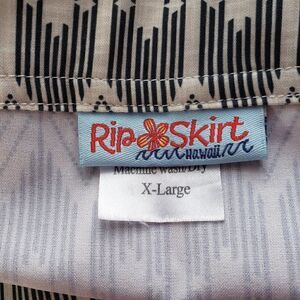 Rip Skirt
Hawaii
Machine Wash/Dry
X-Large